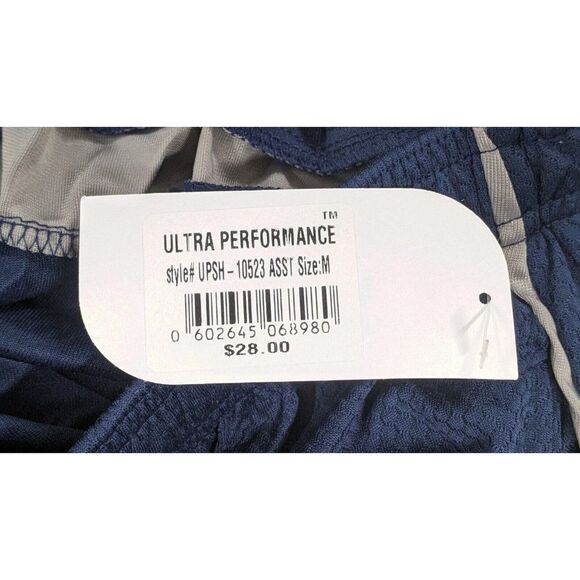 TM
ULTRA PERFORMANCE
style# UPSH-10523 ASST Size:M
0 602645 068980
$28.00